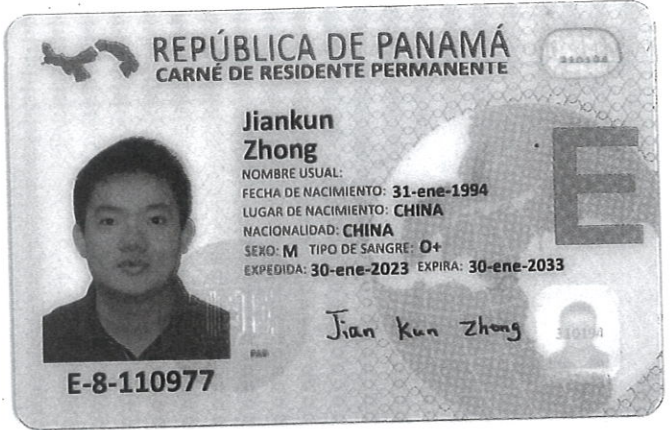 REPÚBLICA DE PANAMÁ
CARNÉ DE RESIDENTE PERMANENTE
Jiankun
Zhong
NOMBRE USUAL:
FECHA DE NACIMIENTO: 31-ene-1994
LUGAR DE NACIMIENTO: CHINA
NACIONALIDAD: CHINA
SEXO: M TIPO DE SANGRE: O+
EXPEDIDA: 30-ene-2023 EXPIRA: 30-ene-2033
E
Jian Kun Zhong
310194
PAN
E-8-110977